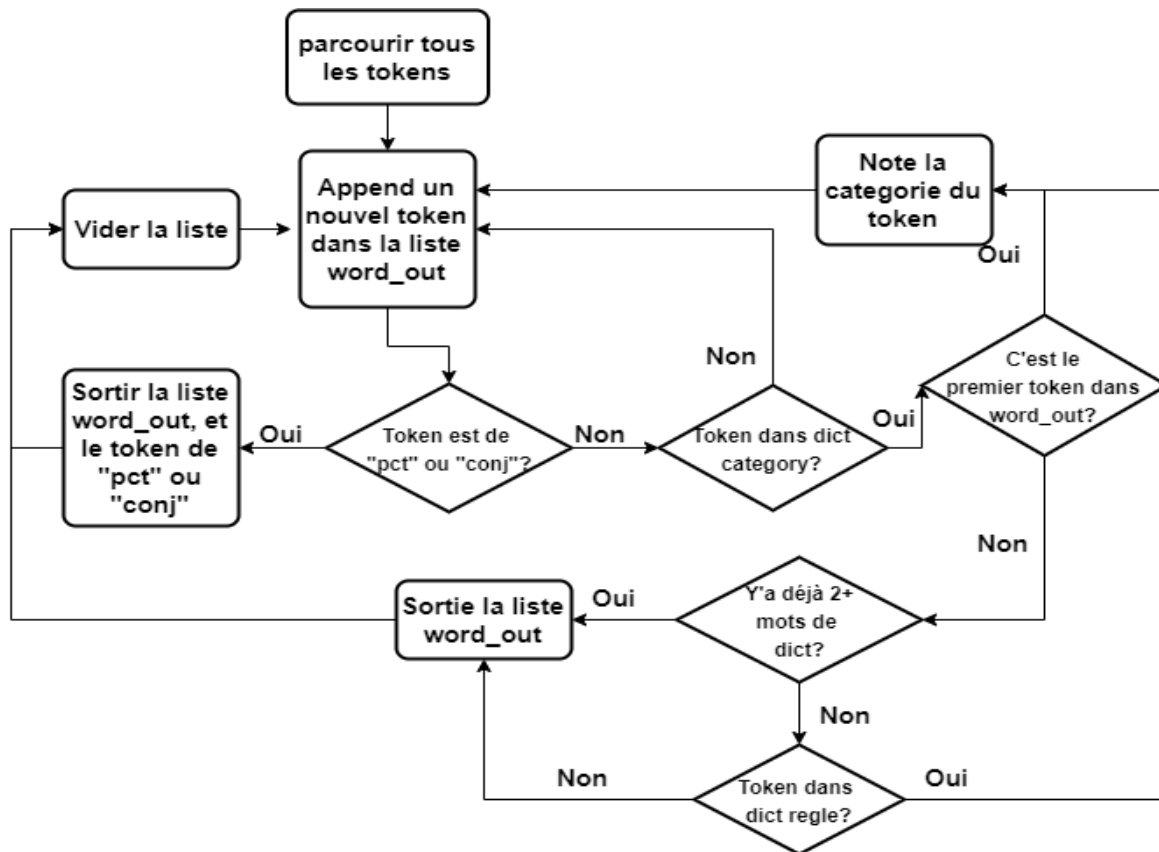 parcourir tous
les tokens
Append un
nouvel token
dans la liste
word_out
Note la
categorie du
token
Vider la liste
Oui
Non
C'est le
premier token dans
word_out?
Sortir la liste
word_out, et
le token de
"pct" ou
"conj"
Oui
Token est de
"pct" ou "conj"?
Non
Token dans dict
category?
Oui
Non
Sortie la liste
word_out
Oui
Y'a déjà 2+
mots de
dict?
Non
Non
Token dans
dict regle?
Oui